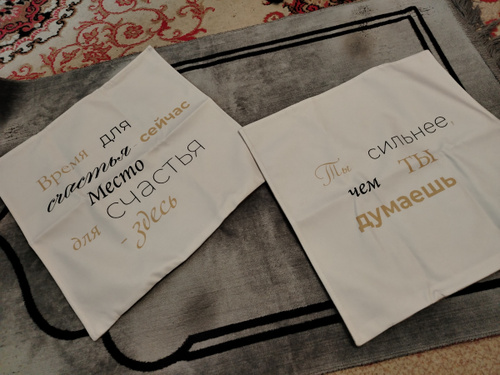 Время для
счастья сейчас
Место
счастья
для - здесь
Ты сильнее,
чем ты
думаешь